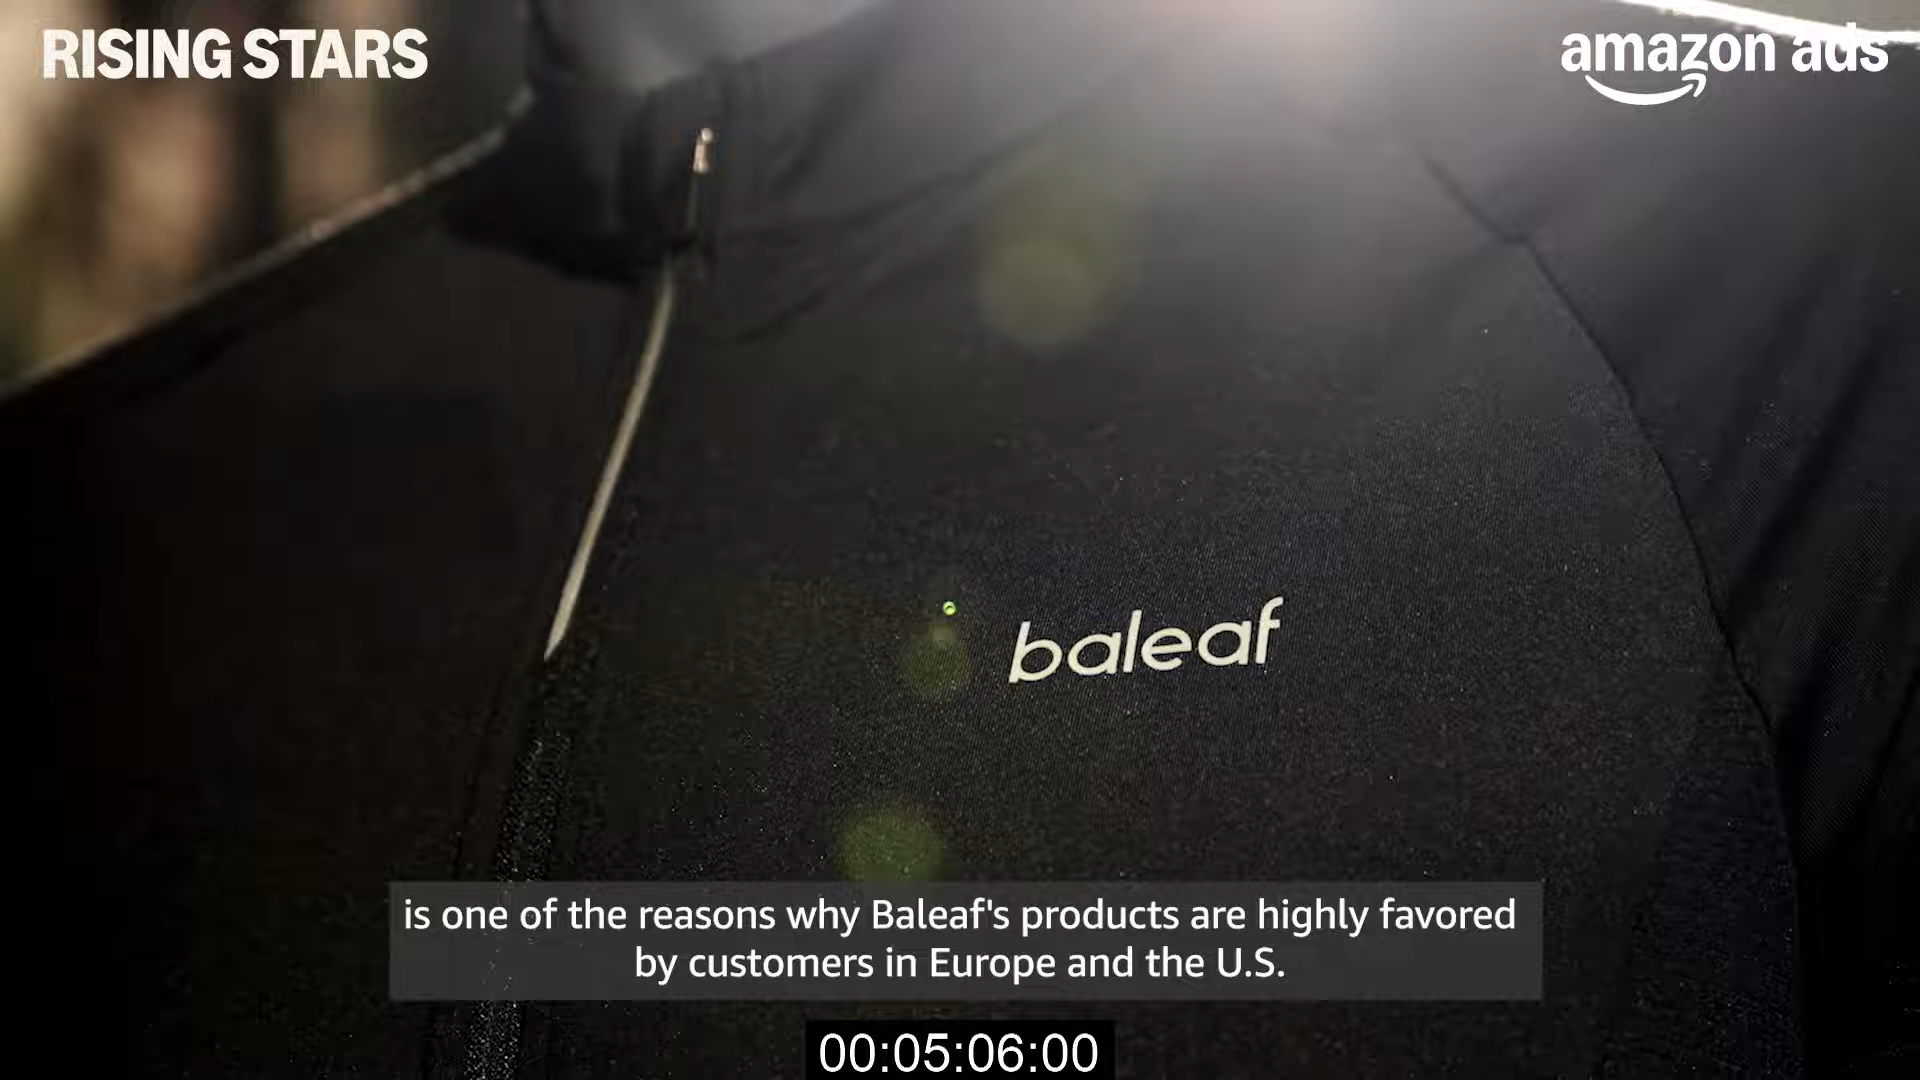 RISING STARS
amazon ads
baleaf
is one of the reasons why Baleaf's products are highly favored
by customers in Europe and the U.S.
00:05:06:00